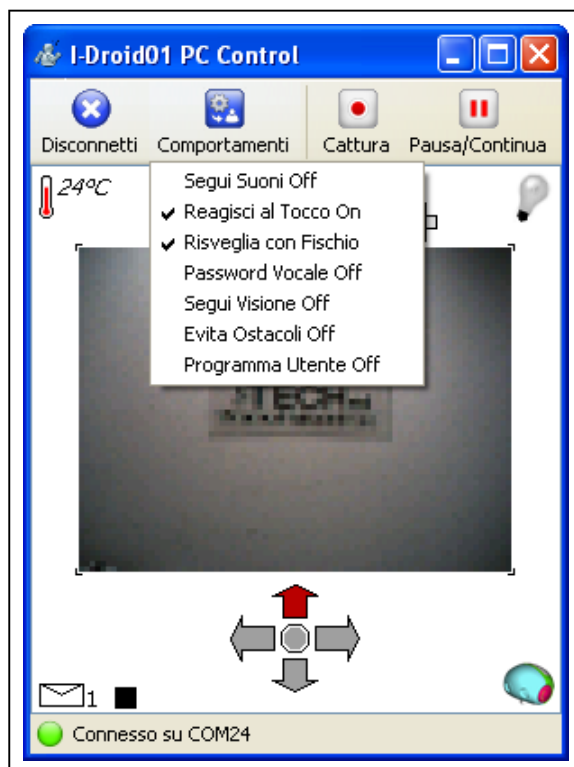 I-Droid01 PC Control
Disconnetti Comportamenti Cattura Pausa/Continua
24°C
Segui Suoni Off
Reagisci al Tocco On
Risveglia con Fischio
Password Vocale Off
Segui Visione Off
Evita Ostacoli Off
Programma Utente Off
TECH
1
Connesso su COM24